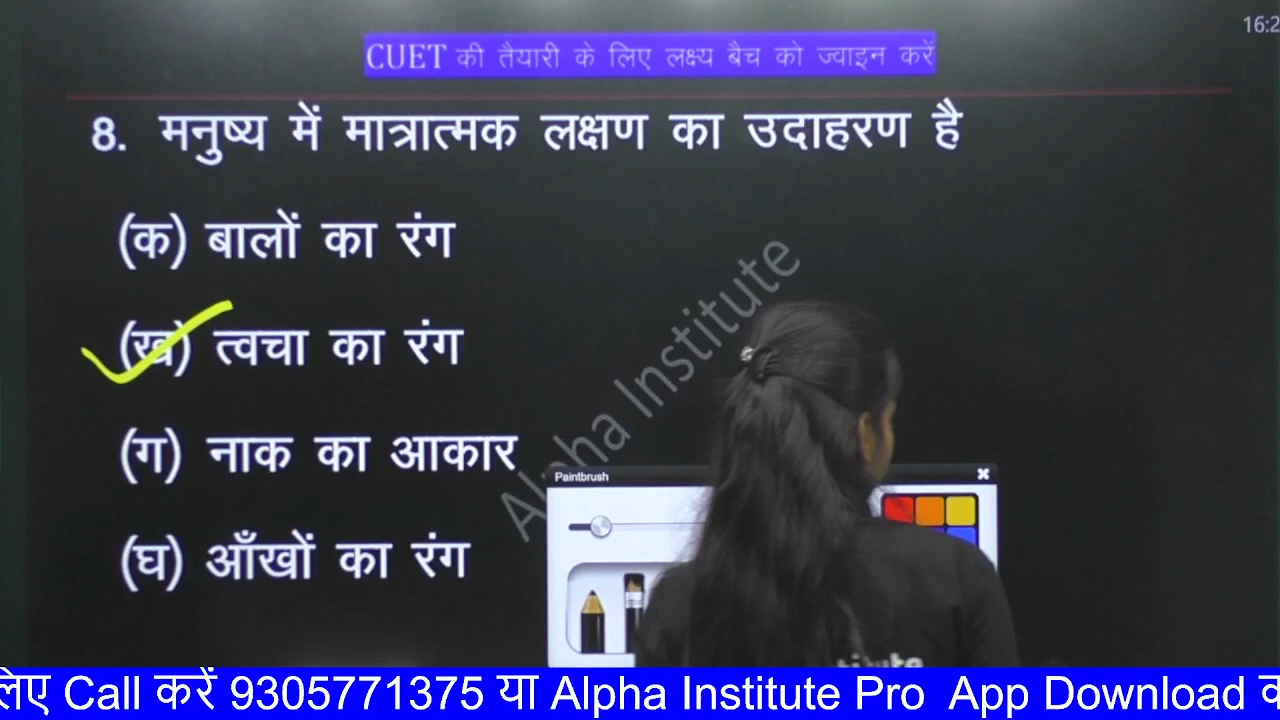 16:2
CUET की तैयारी के लिए लक्ष्य बैच को ज्वाइन करें
8. मनुष्य में मात्रात्मक लक्षण का उदाहरण है
(क) बालों का रंग
(ख) त्वचा का रंग
(ग) नाक का आकार
(घ) आँखों का रंग
Alpha Institute
Paintbrush
लिए Call करें 9305771375 या Alpha Institute Pro App Download